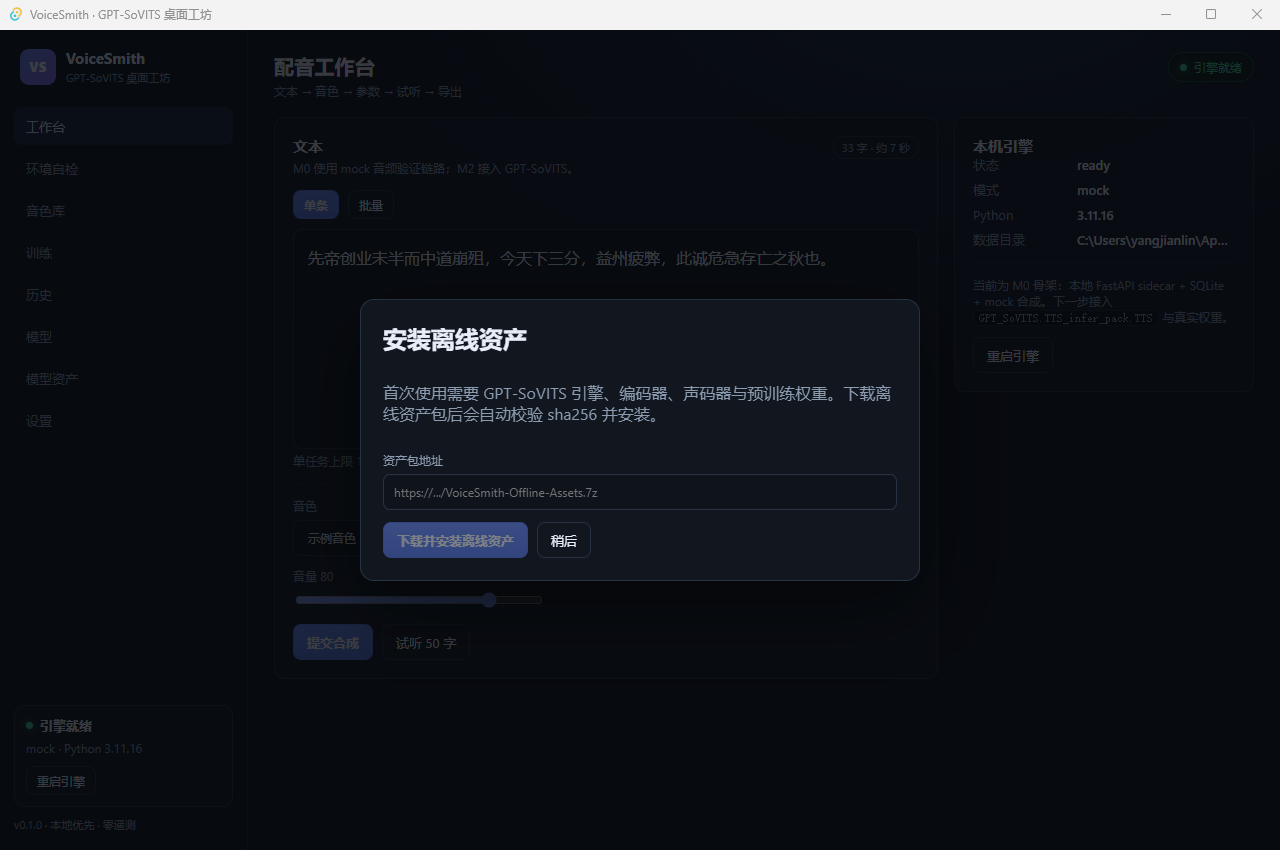 VoiceSmith · GPT-SoVITS 桌面工坊
VS
VoiceSmith
GPT-SoVITS 桌面工坊
工作台
环境自检
音色库
训练
历史
模型
模型资产
设置
引擎就绪
mock · Python 3.11.16
重启引擎
v0.1.0 · 本地优先 · 零遥测
配音工作台
文本 → 音色 → 参数 → 试听 → 导出
引擎就绪
文本
33 字 · 约 7 秒
M0 使用 mock 音频验证链路；M2 接入 GPT-SoVITS。
单条
批量
先帝创业未半而中道崩殂，今天下三分，益州疲弊，此诚危急存亡之秋也。
单任务上限
音色
示例音色
音量 80
提交合成
试听 50 字
安装离线资产
首次使用需要 GPT-SoVITS 引擎、编码器、声码器与预训练权重。下载离
线资产包后会自动校验 sha256 并安装。
资产包地址
https://.../VoiceSmith-Offline-Assets.7z
下载并安装离线资产
稍后
本机引擎
状态 ready
模式 mock
Python 3.11.16
数据目录 C:\Users\yangjianlin\Ap...
当前为 M0 骨架：本地 FastAPI sidecar + SQLite
+ mock 合成。下一步接入
GPT_SoVITS.TTS_infer_pack.TTS 与真实权重。
重启引擎